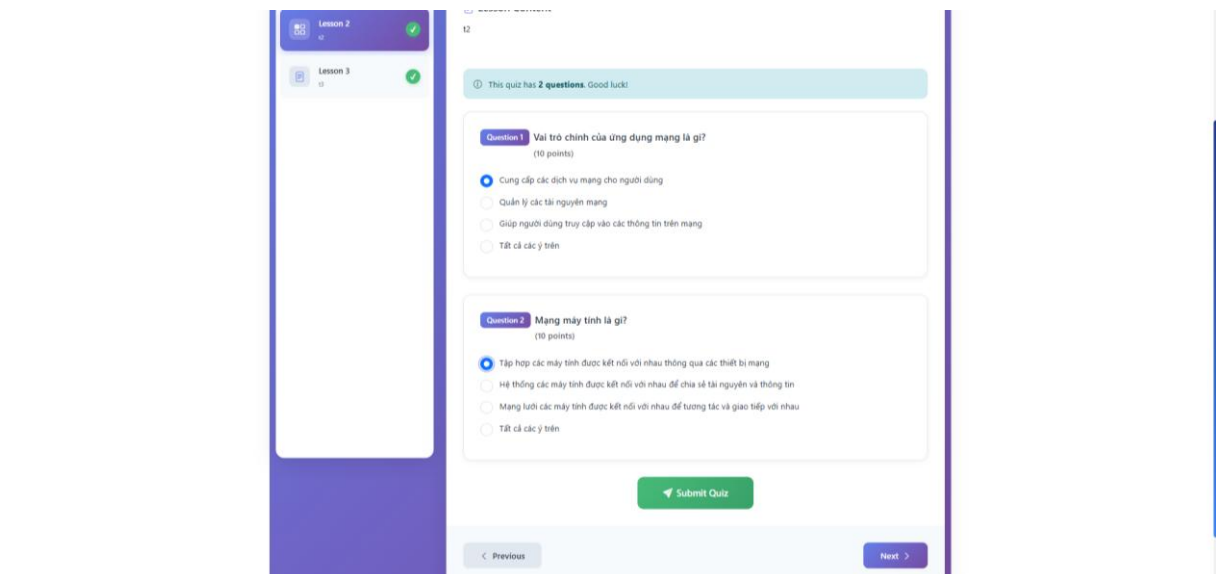 Lesson 2
t2
Lesson 3
t3
Lesson Content
t2
This quiz has 2 questions. Good luck!
Question 1 Vai trò chính của ứng dụng mạng là gì?
(10 points)
Cung cấp các dịch vụ mạng cho người dùng
Quản lý các tài nguyên mạng
Giúp người dùng truy cập vào các thông tin trên mạng
Tất cả các ý trên
Question 2 Mạng máy tính là gì?
(10 points)
Tập hợp các máy tính được kết nối với nhau thông qua các thiết bị mạng
Hệ thống các máy tính được kết nối với nhau để chia sẻ tài nguyên và thông tin
Mạng lưới các máy tính được kết nối với nhau để tương tác và giao tiếp với nhau
Tất cả các ý trên
Submit Quiz
< Previous
Next >